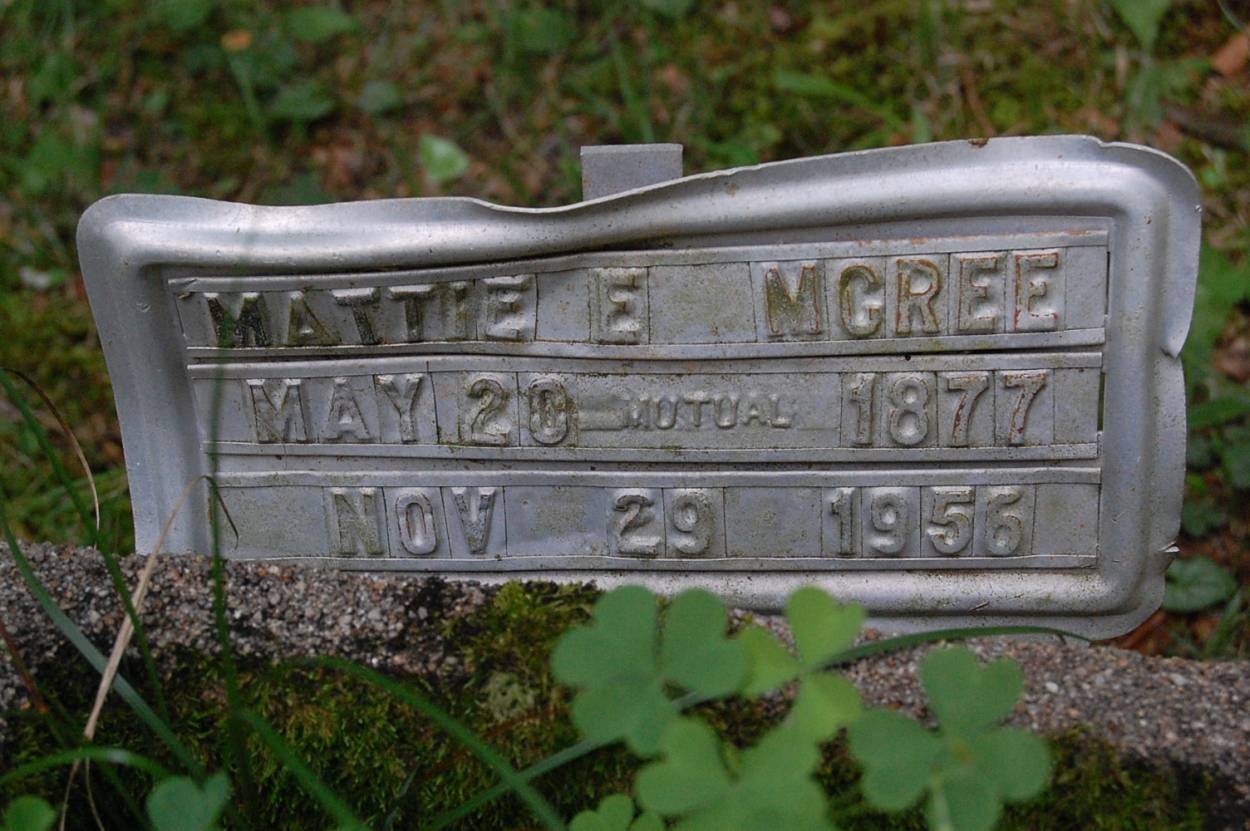 MATTIE E MCREE
MAY 20 MUTUAL 1877
NOV 29 1956